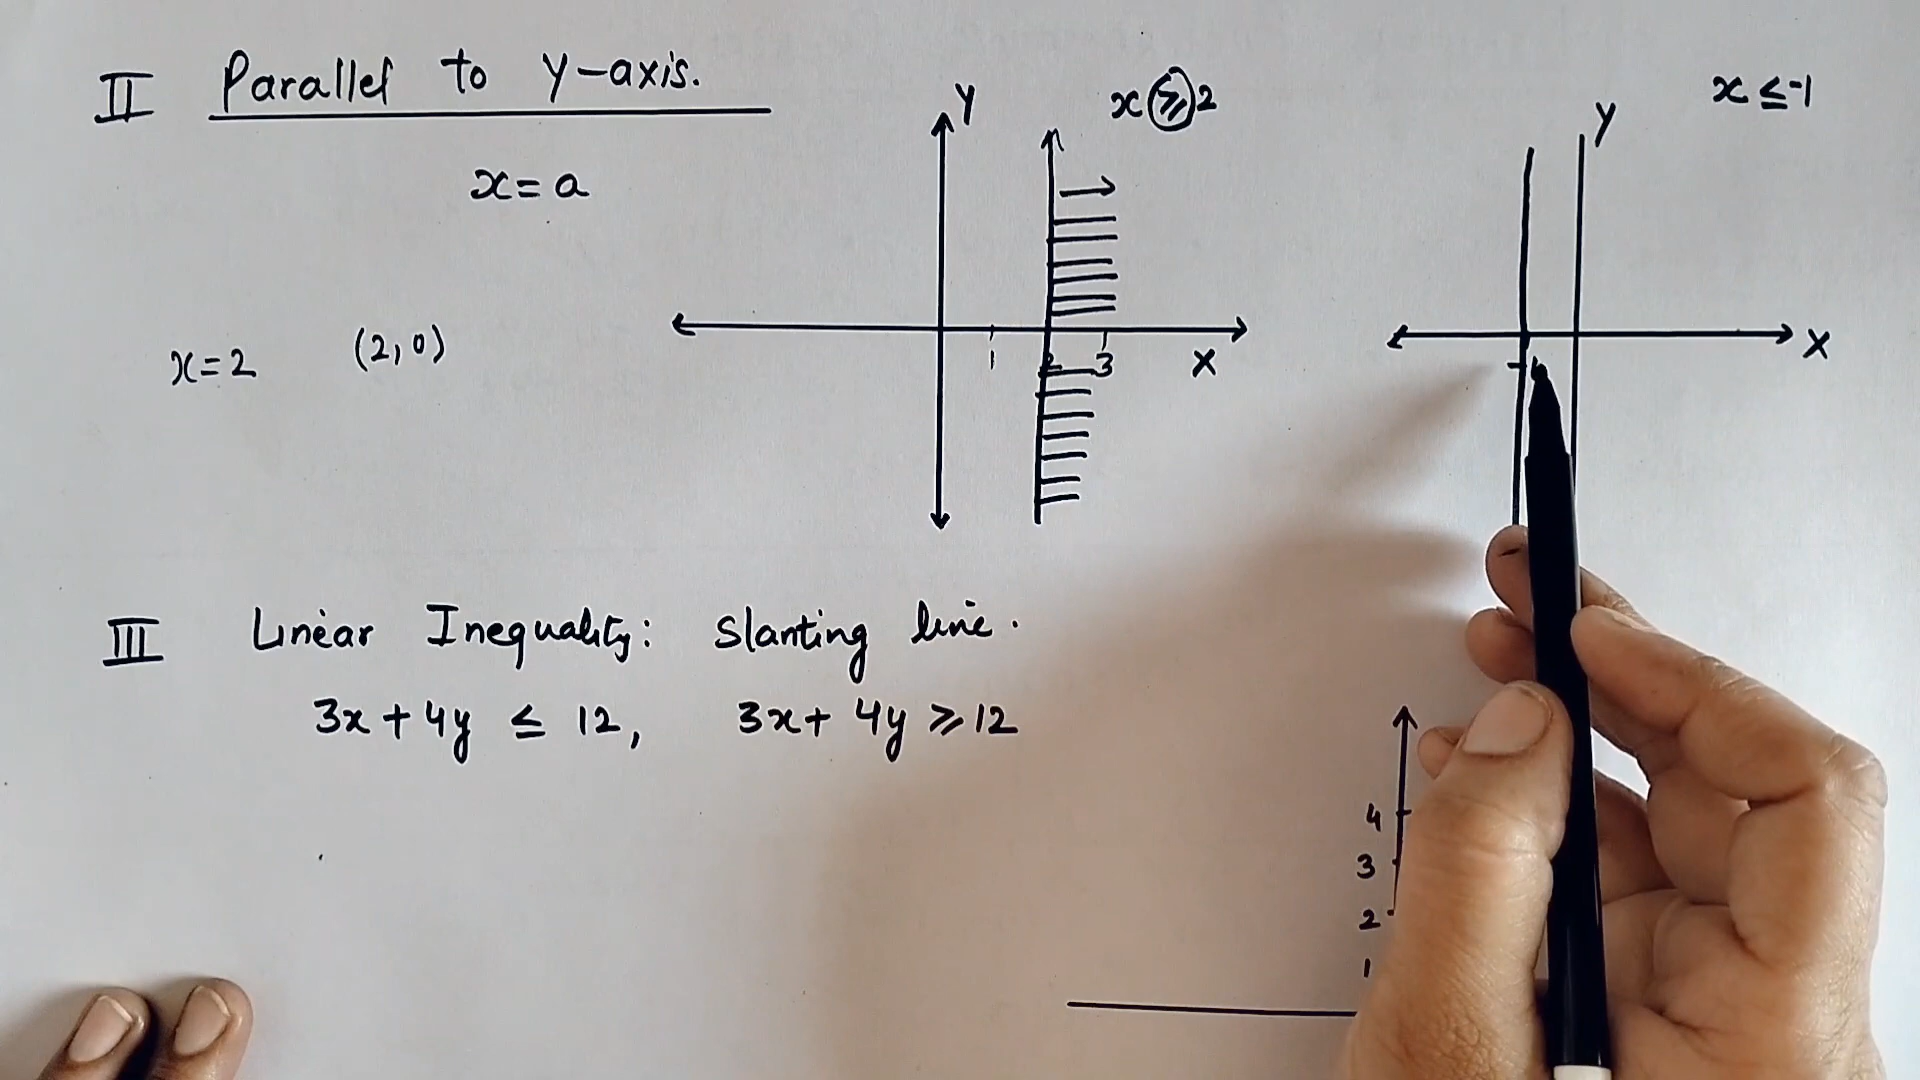 II Parallel to y-axis.
x = a
x = 2 (2, 0)
Y
x ≥ 2
1 2 3 X
x ≤ -1
Y
X
III Linear Inequality: Slanting line.
3x + 4y ≤ 12, 3x + 4y ≥ 12
4
3
2
1